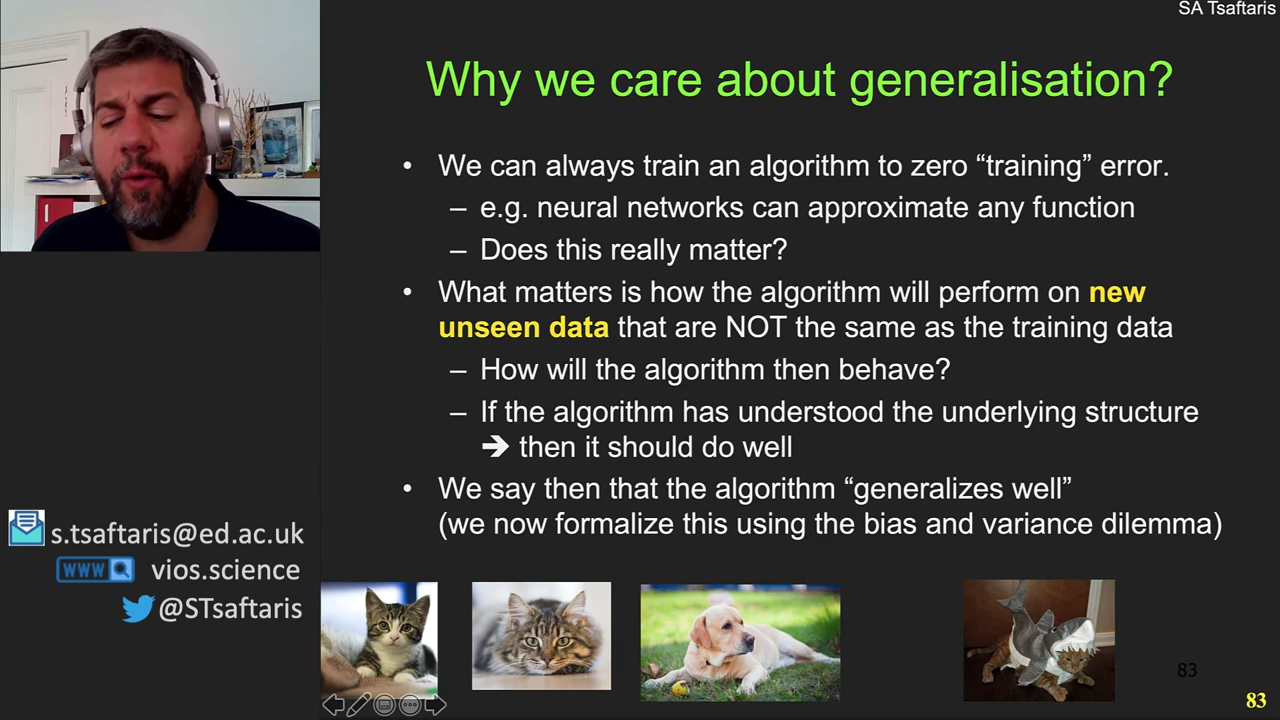 SA Tsaftaris
Why we care about generalisation?
• We can always train an algorithm to zero “training” error.
– e.g. neural networks can approximate any function
– Does this really matter?
• What matters is how the algorithm will perform on new
unseen data that are NOT the same as the training data
– How will the algorithm then behave?
– If the algorithm has understood the underlying structure
➔ then it should do well
• We say then that the algorithm “generalizes well”
(we now formalize this using the bias and variance dilemma)
s.tsaftaris@ed.ac.uk
WWW vios.science
@STsaftaris
83
83